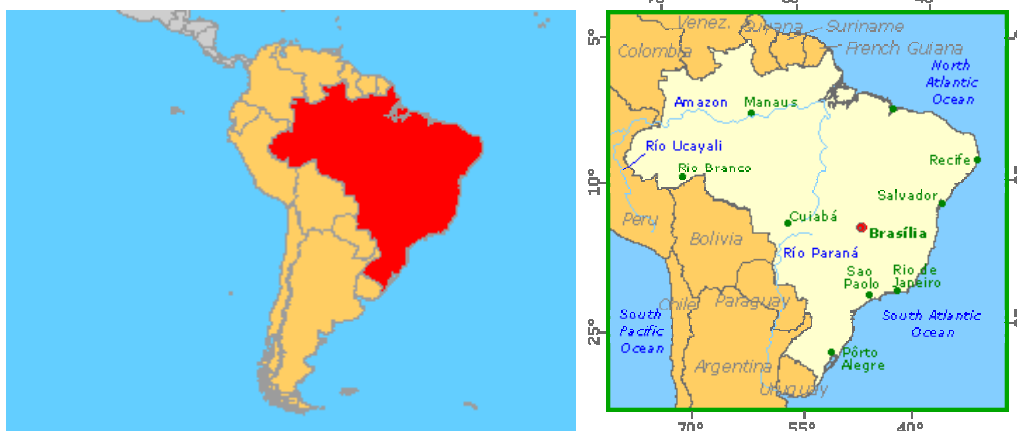 Venez.
Guyana
Suriname
Colombia
French Guiana
North
Atlantic
Ocean
5°
Amazon
Manaus
Río Ucayali
Rio Branco
Recife
10°
Salvador
Peru
Cuiabá
Brasília
Bolivia
Río Paraná
Sao
Paolo
Rio de
Janeiro
Chile
Paraguay
South
Pacific
Ocean
South Atlantic
Ocean
25°
Pôrto
Alegre
Argentina
Uruguay
70°
55°
40°